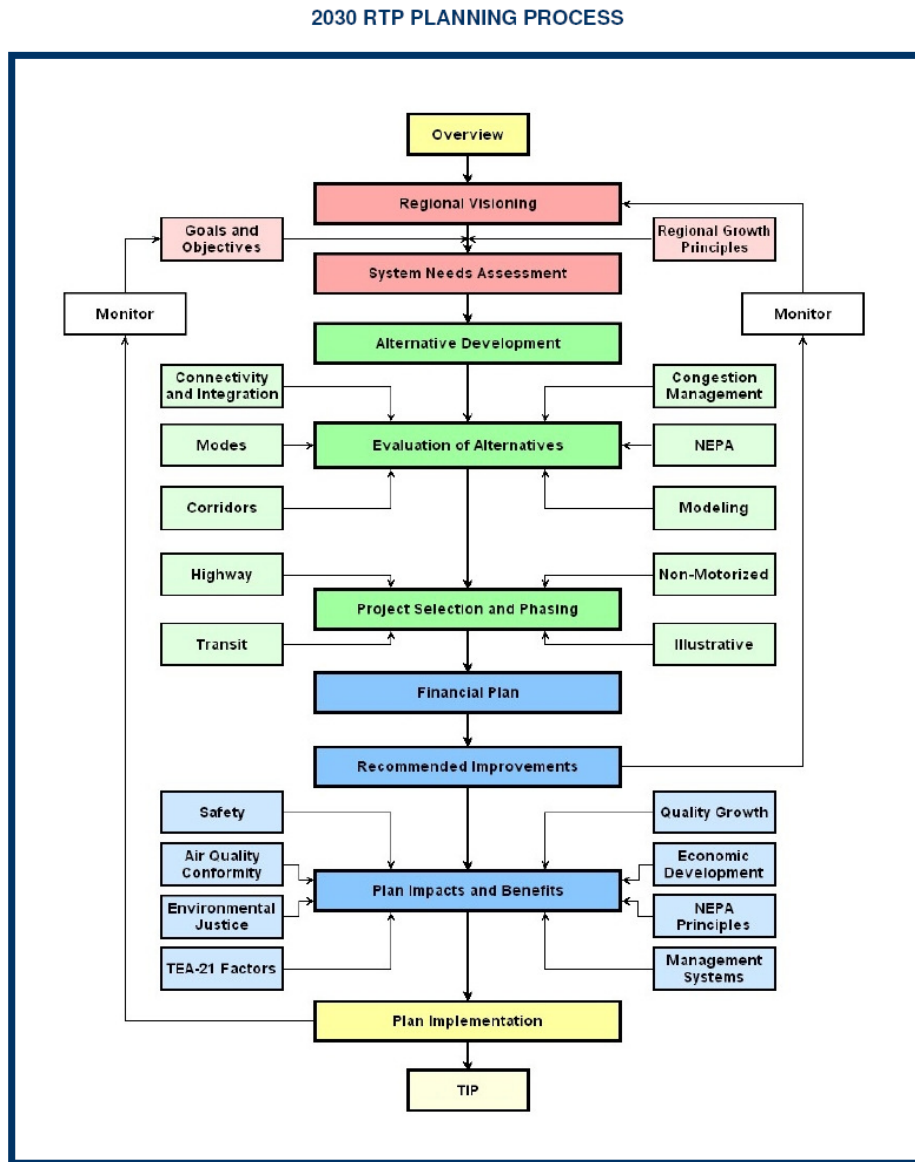 2030 RTP PLANNING PROCESS
Overview
Regional Visioning
Goals and
Objectives
Regional Growth
Principles
System Needs Assessment
Monitor
Monitor
Alternative Development
Connectivity
and Integration
Congestion
Management
Modes
Evaluation of Alternatives
NEPA
Corridors
Modeling
Highway
Non-Motorized
Project Selection and Phasing
Transit
Illustrative
Financial Plan
Recommended Improvements
Safety
Quality Growth
Air Quality
Conformity
Economic
Development
Plan Impacts and Benefits
Environmental
Justice
NEPA
Principles
TEA-21 Factors
Management
Systems
Plan Implementation
TIP